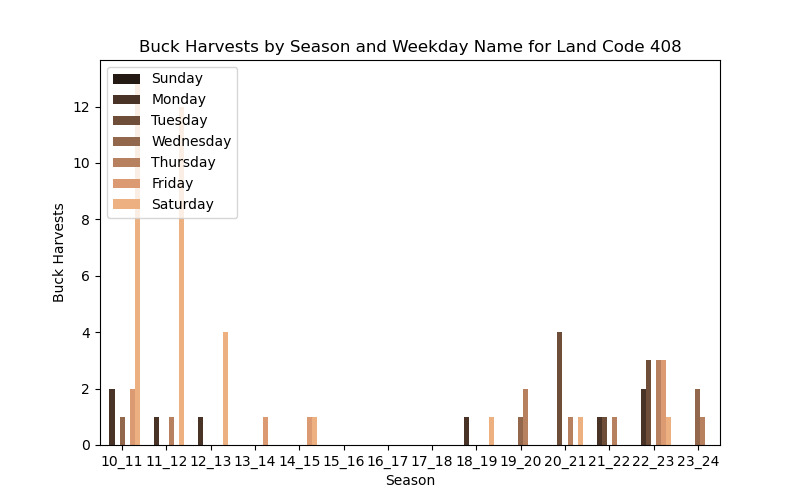 Buck Harvests by Season and Weekday Name for Land Code 408
Sunday
Monday
Tuesday
Wednesday
Thursday
Friday
Saturday
12
10
8
6
4
2
0
Buck Harvests
10_11 11_12 12_13 13_14 14_15 15_16 16_17 17_18 18_19 19_20 20_21 21_22 22_23 23_24
Season